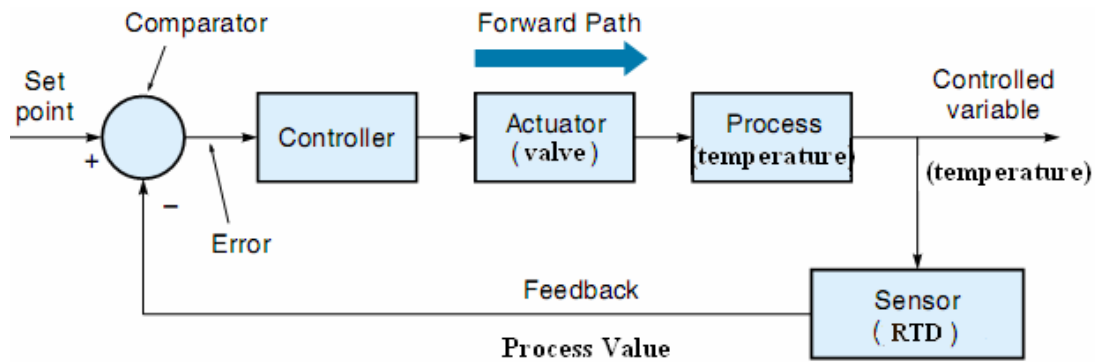 Comparator
Forward Path
Set
point
Controlled
variable
Controller
Actuator
( valve )
Process
(temperature)
+
−
(temperature)
Error
Feedback
Sensor
( RTD )
Process Value